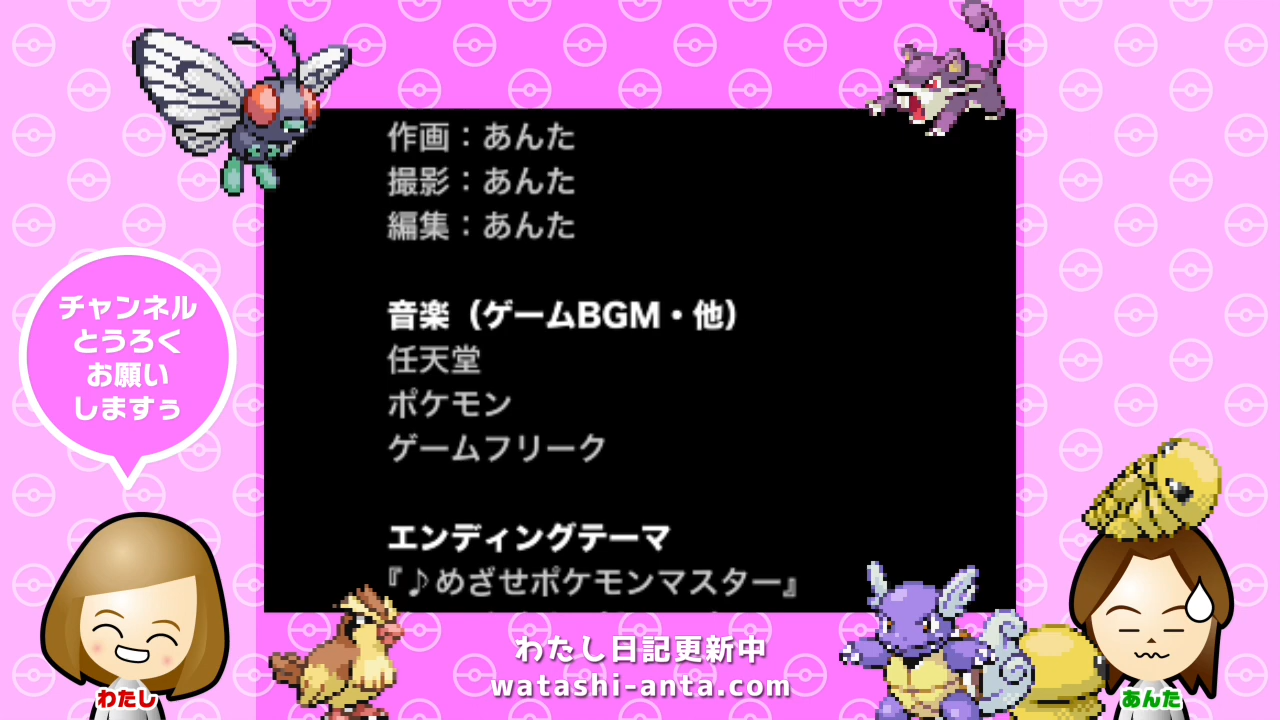 作画：あんた
撮影：あんた
編集：あんた
音楽（ゲームBGM・他）
任天堂
ポケモン
ゲームフリーク
エンディングテーマ
『♪めざせポケモンマスター』
チャンネル
とうろく
お願い
しますぅ
わたし
わたし日記更新中
watashi-anta.com
あんた